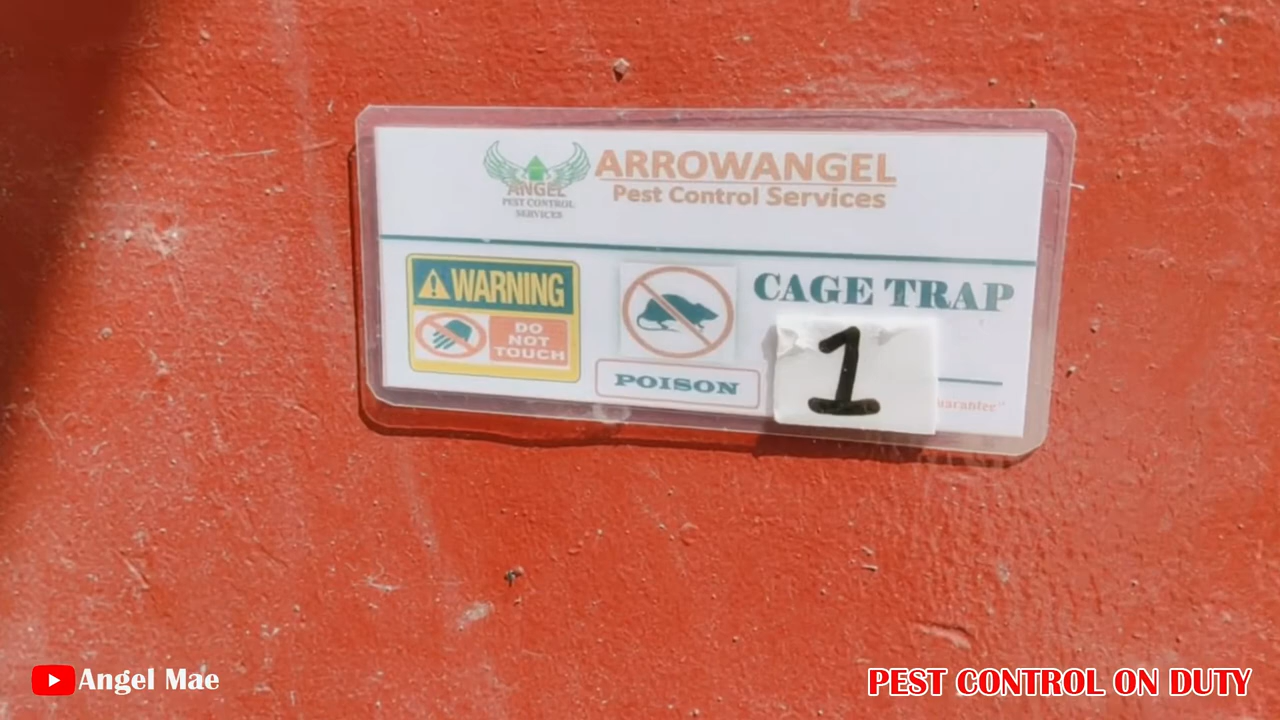 ARROWANGEL
Pest Control Services
ANGEL
PEST CONTROL
SERVICES
WARNING
DO
NOT
TOUCH
POISON
CAGE TRAP
1
Angel Mae
PEST CONTROL ON DUTY